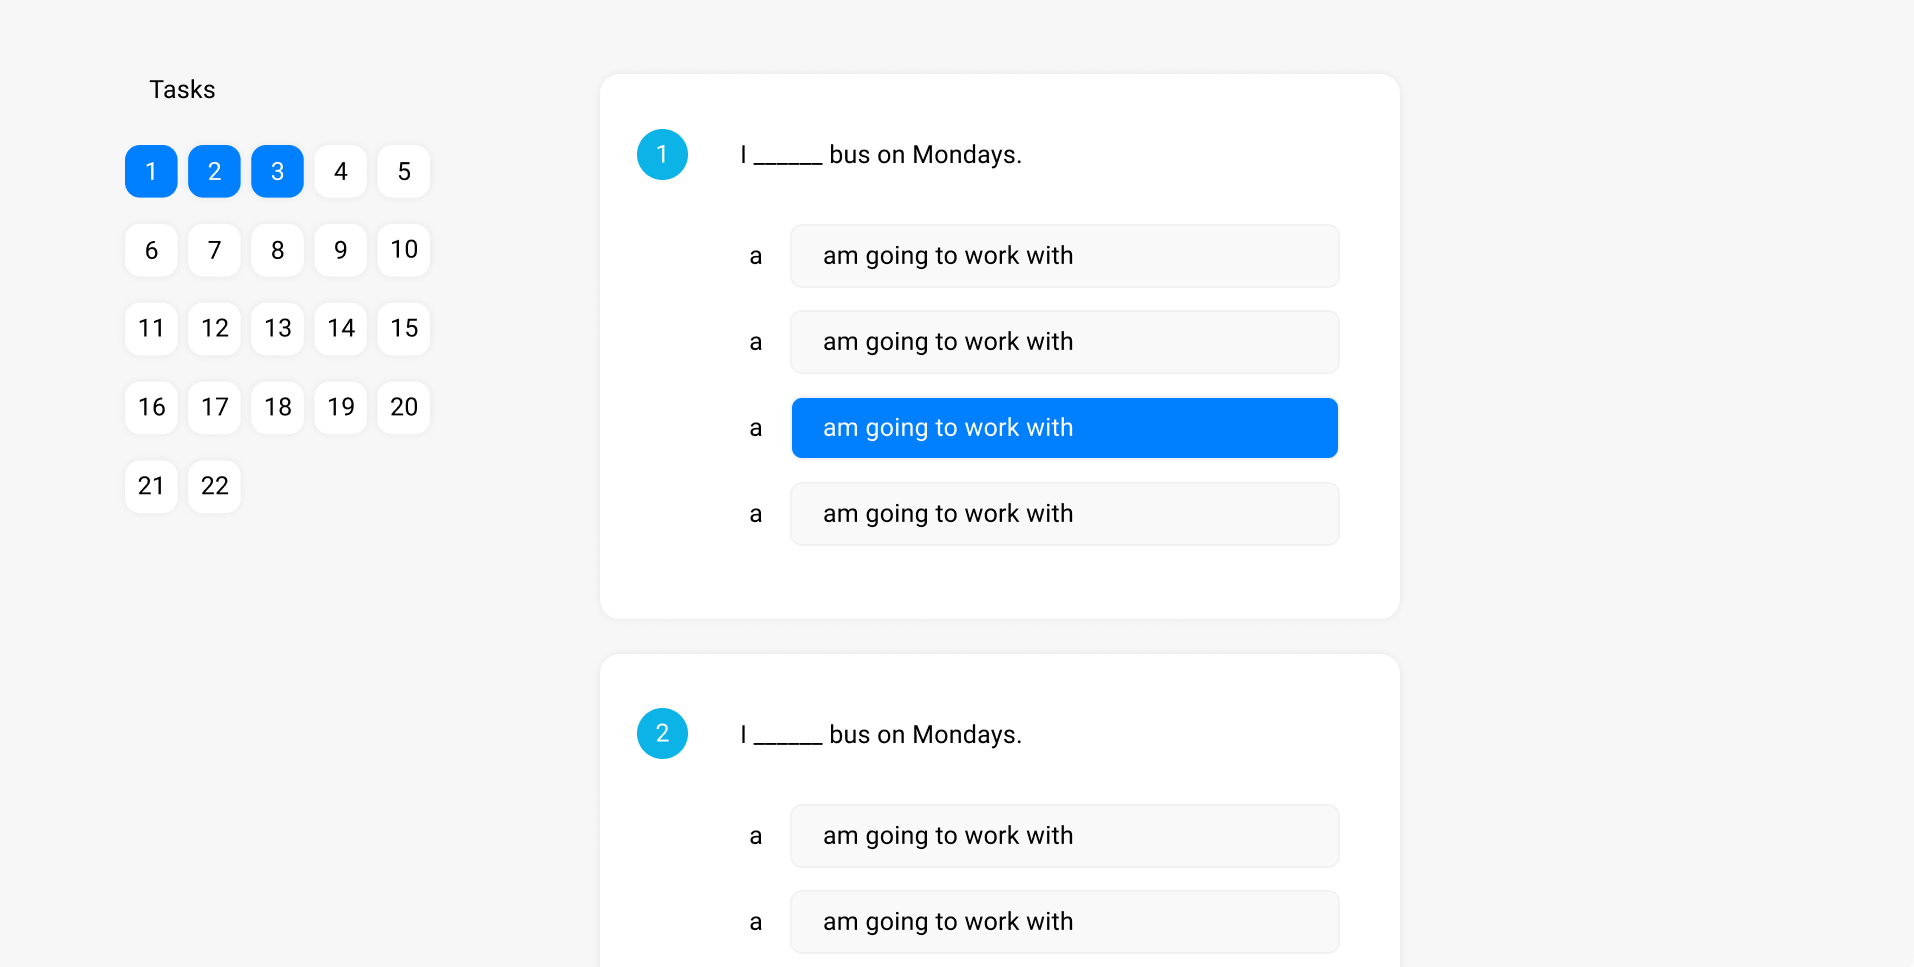 Tasks
1 2 3 4 5
6 7 8 9 10
11 12 13 14 15
16 17 18 19 20
21 22
1 I ______ bus on Mondays.
a am going to work with
a am going to work with
a am going to work with
a am going to work with
2 I ______ bus on Mondays.
a am going to work with
a am going to work with